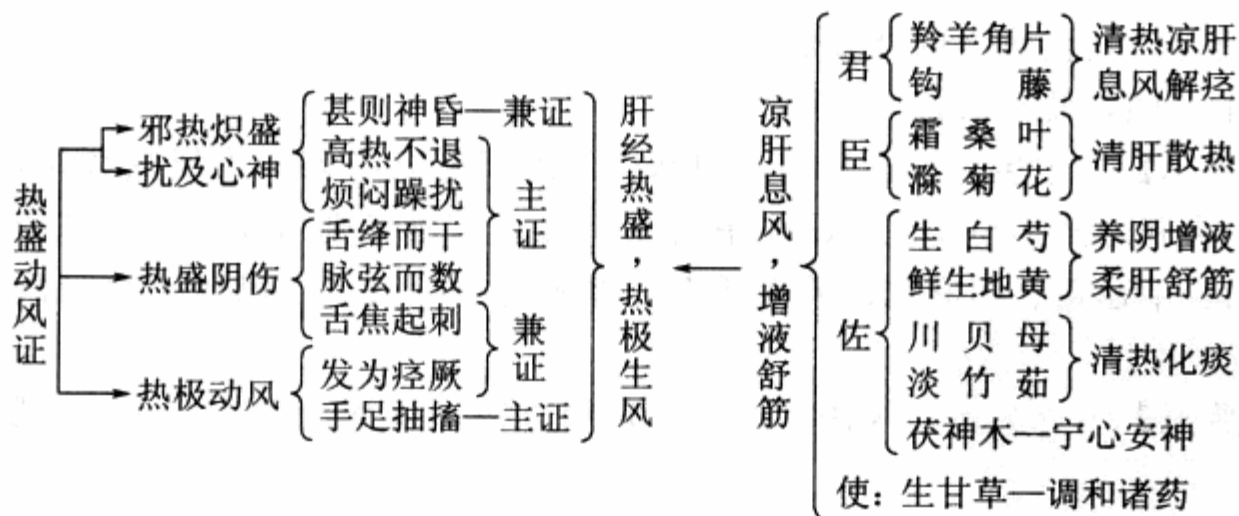 热盛动风证
邪热炽盛
扰及心神
热盛阴伤
热极动风
甚则神昏—兼证
高热不退
烦闷躁扰
舌绛而干
脉弦而数
主证
舌焦起刺
发为痉厥
兼证
手足抽搐—主证
肝经热盛，热极生风
凉肝息风，增液舒筋
君
羚羊角片
钩藤
清热凉肝
息风解痉
臣
霜桑叶
滁菊花
清肝散热
佐
生白芍
鲜生地黄
养阴增液
柔肝舒筋
川贝母
淡竹茹
清热化痰
茯神木—宁心安神
使：生甘草—调和诸药